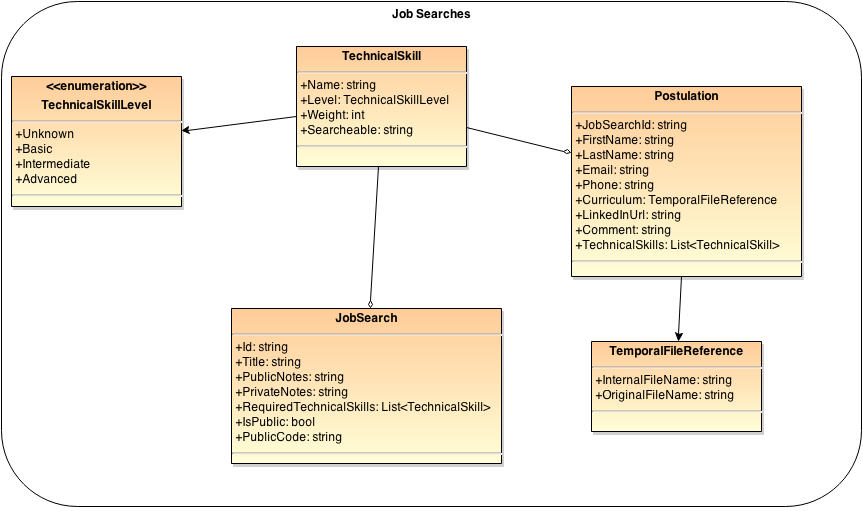 Job Searches
<<enumeration>>
TechnicalSkillLevel
+Unknown
+Basic
+Intermediate
+Advanced
TechnicalSkill
+Name: string
+Level: TechnicalSkillLevel
+Weight: int
+Searcheable: string
Postulation
+JobSearchId: string
+FirstName: string
+LastName: string
+Email: string
+Phone: string
+Curriculum: TemporalFileReference
+LinkedInUrl: string
+Comment: string
+TechnicalSkills: List<TechnicalSkill>
JobSearch
+Id: string
+Title: string
+PublicNotes: string
+PrivateNotes: string
+RequiredTechnicalSkills: List<TechnicalSkill>
+IsPublic: bool
+PublicCode: string
TemporalFileReference
+InternalFileName: string
+OriginalFileName: string